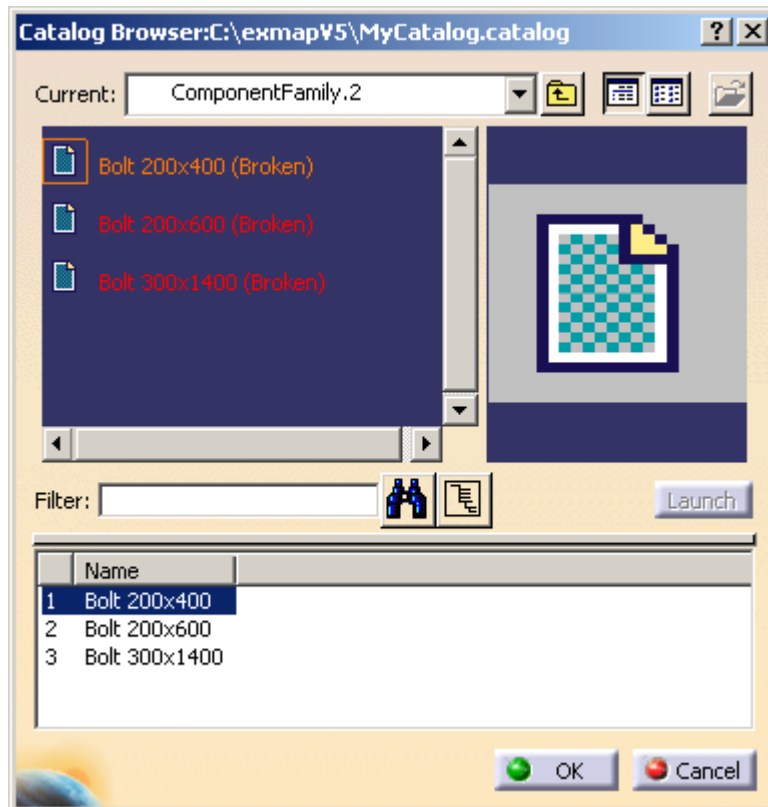 Catalog Browser:C:\exmapV5\MyCatalog.catalog
Current: ComponentFamily.2
Bolt 200x400 (Broken)
Bolt 200x600 (Broken)
Bolt 300x1400 (Broken)
Filter:
Launch
Name
1 Bolt 200x400
2 Bolt 200x600
3 Bolt 300x1400
OK Cancel